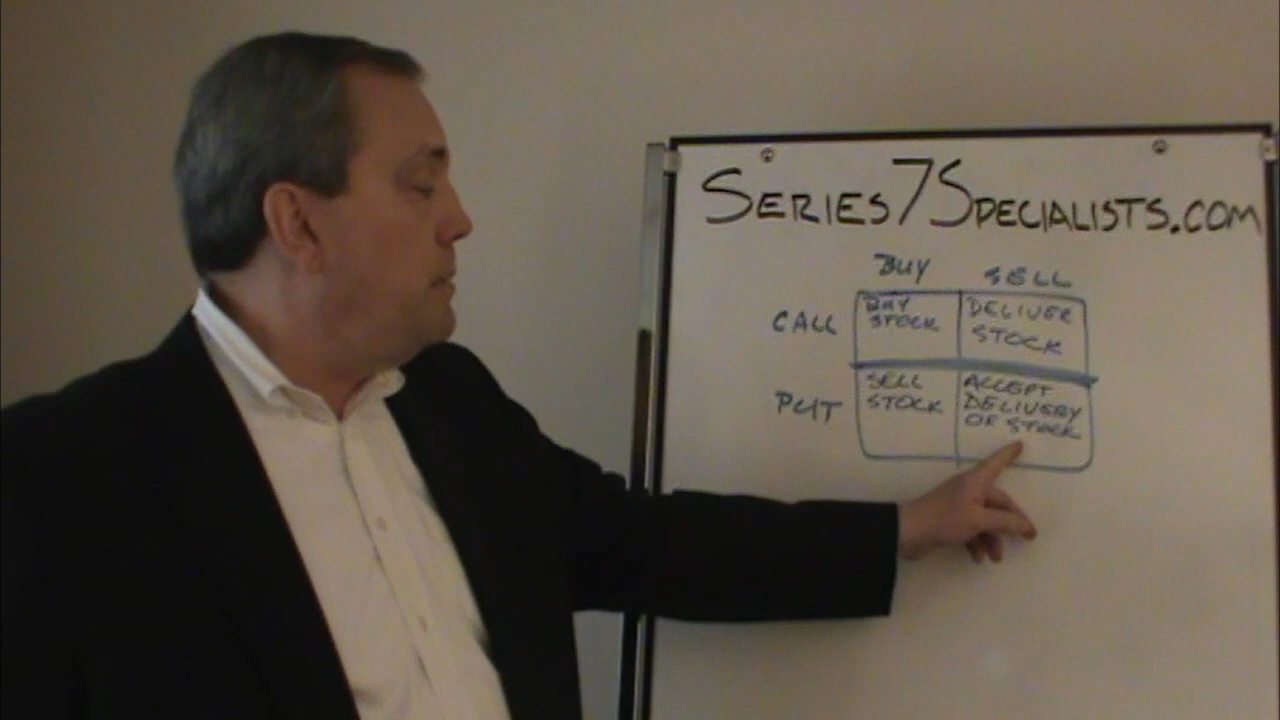 SERIES7SPECIALISTS.COM
BUY SELL
CALL
BUY
STOCK
DELIVER
STOCK
PUT
SELL
STOCK
ACCEPT
DELIVERY
OF STOCK